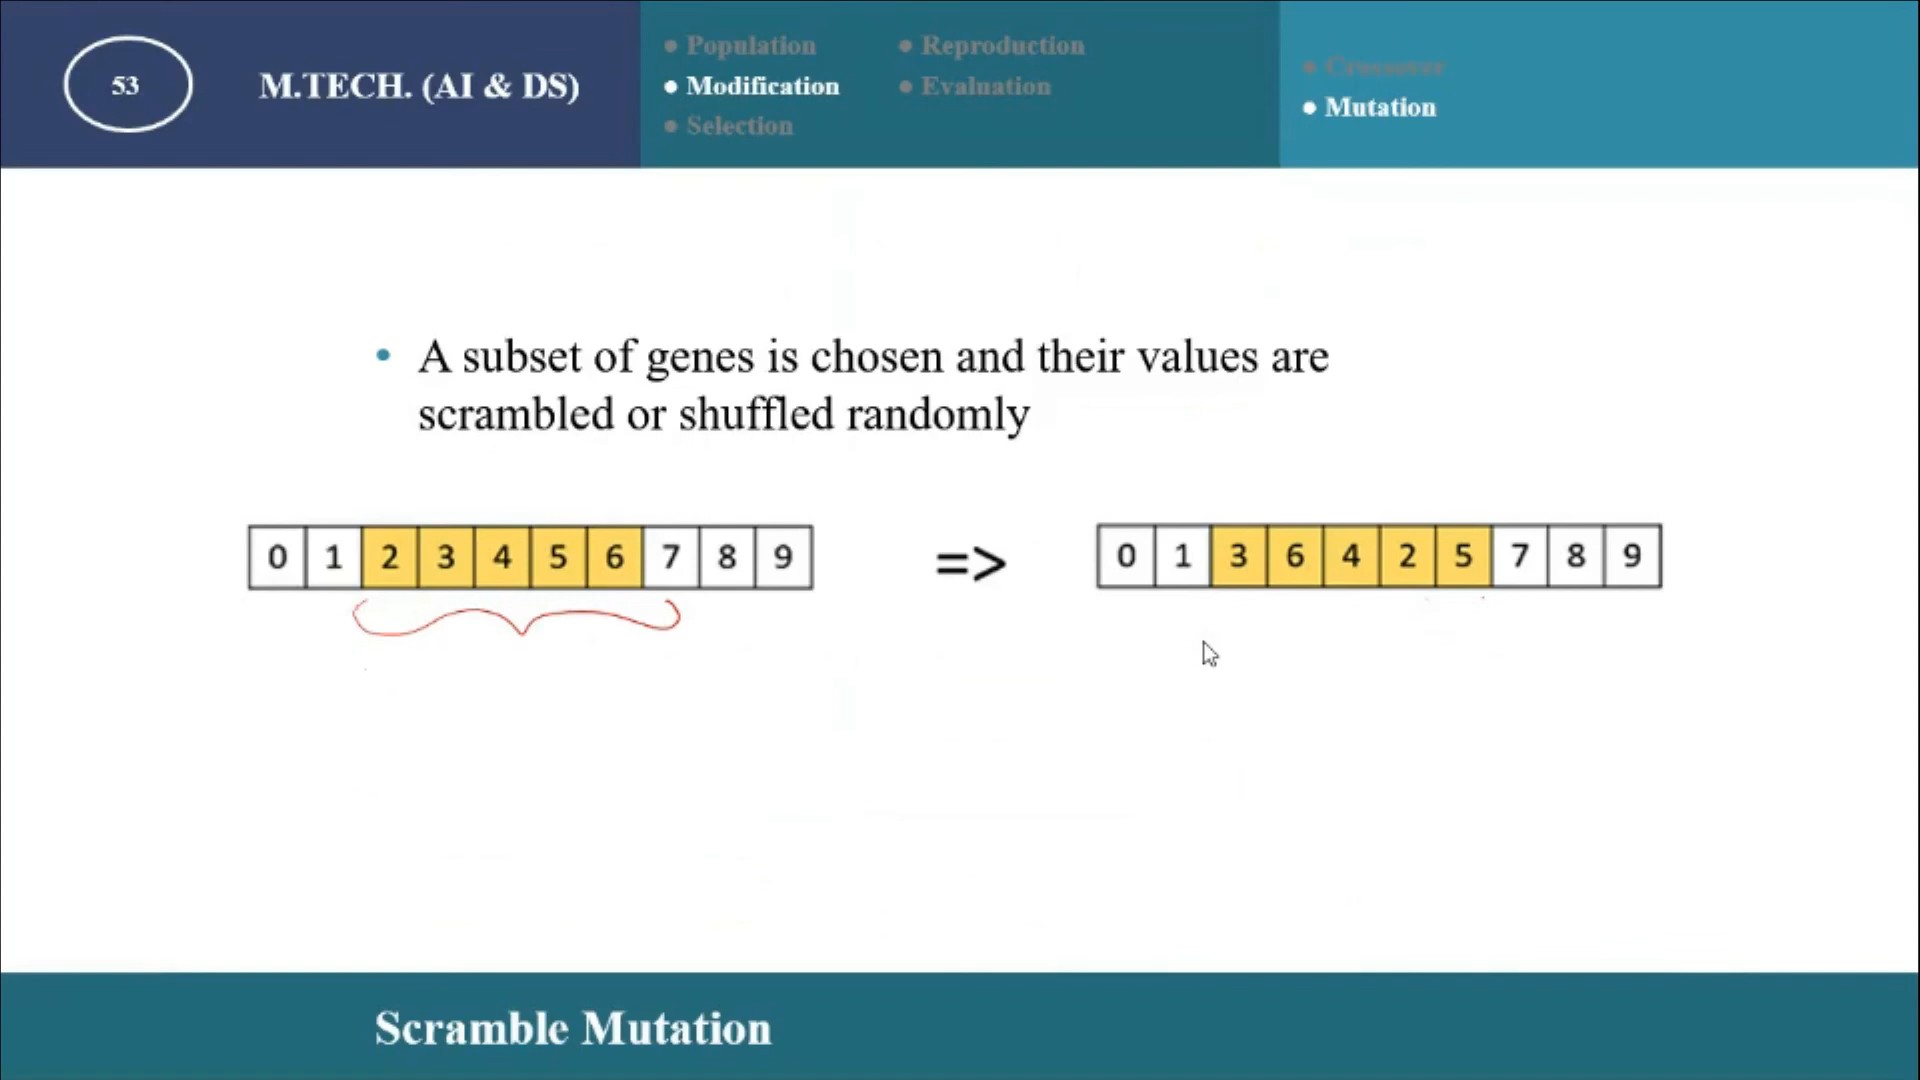 53
M.TECH. (AI & DS)
• Population
• Modification
• Selection
• Reproduction
• Evaluation
• Crossover
• Mutation
• A subset of genes is chosen and their values are
scrambled or shuffled randomly
0 1 2 3 4 5 6 7 8 9 => 0 1 3 6 4 2 5 7 8 9
Scramble Mutation